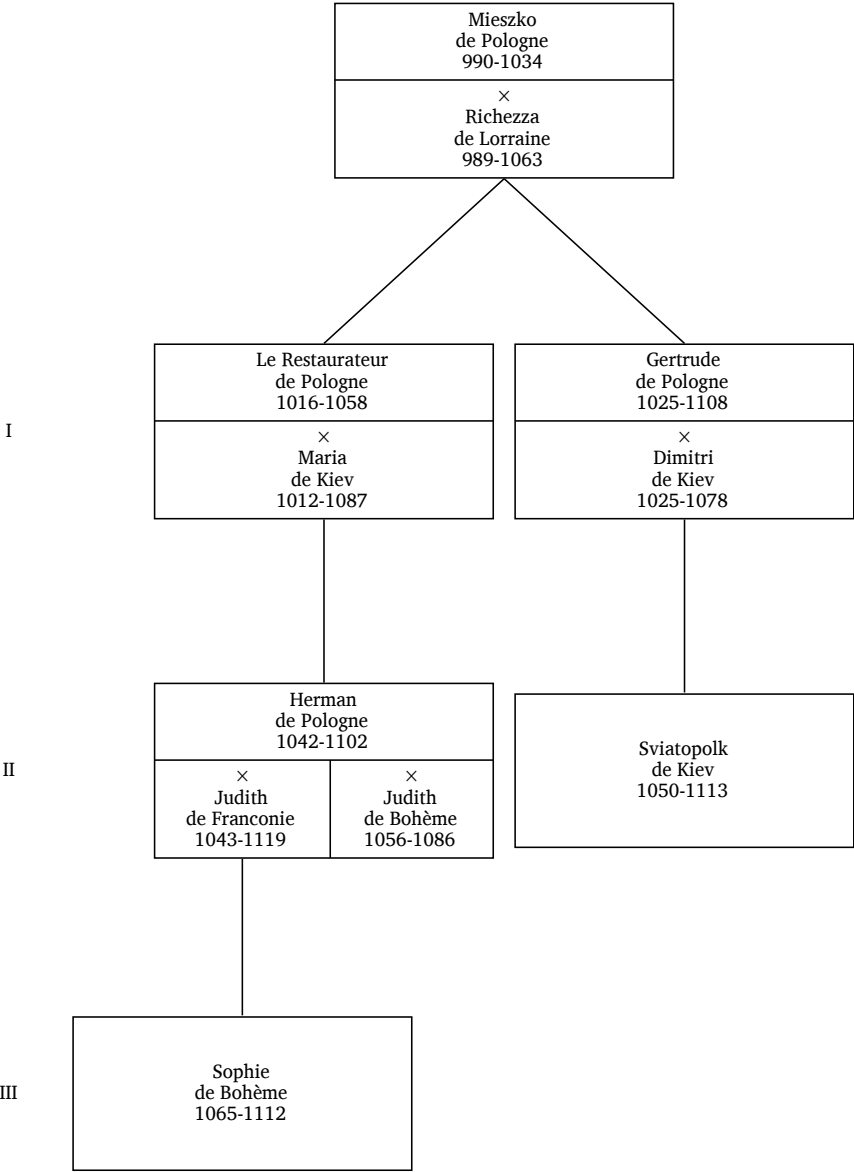 Mieszko
de Pologne
990-1034
×
Richezza
de Lorraine
989-1063
I
Le Restaurateur
de Pologne
1016-1058
×
Maria
de Kiev
1012-1087
Gertrude
de Pologne
1025-1108
×
Dimitri
de Kiev
1025-1078
II
Herman
de Pologne
1042-1102
×
Judith
de Franconie
1043-1119
×
Judith
de Bohème
1056-1086
Sviatopolk
de Kiev
1050-1113
III
Sophie
de Bohème
1065-1112